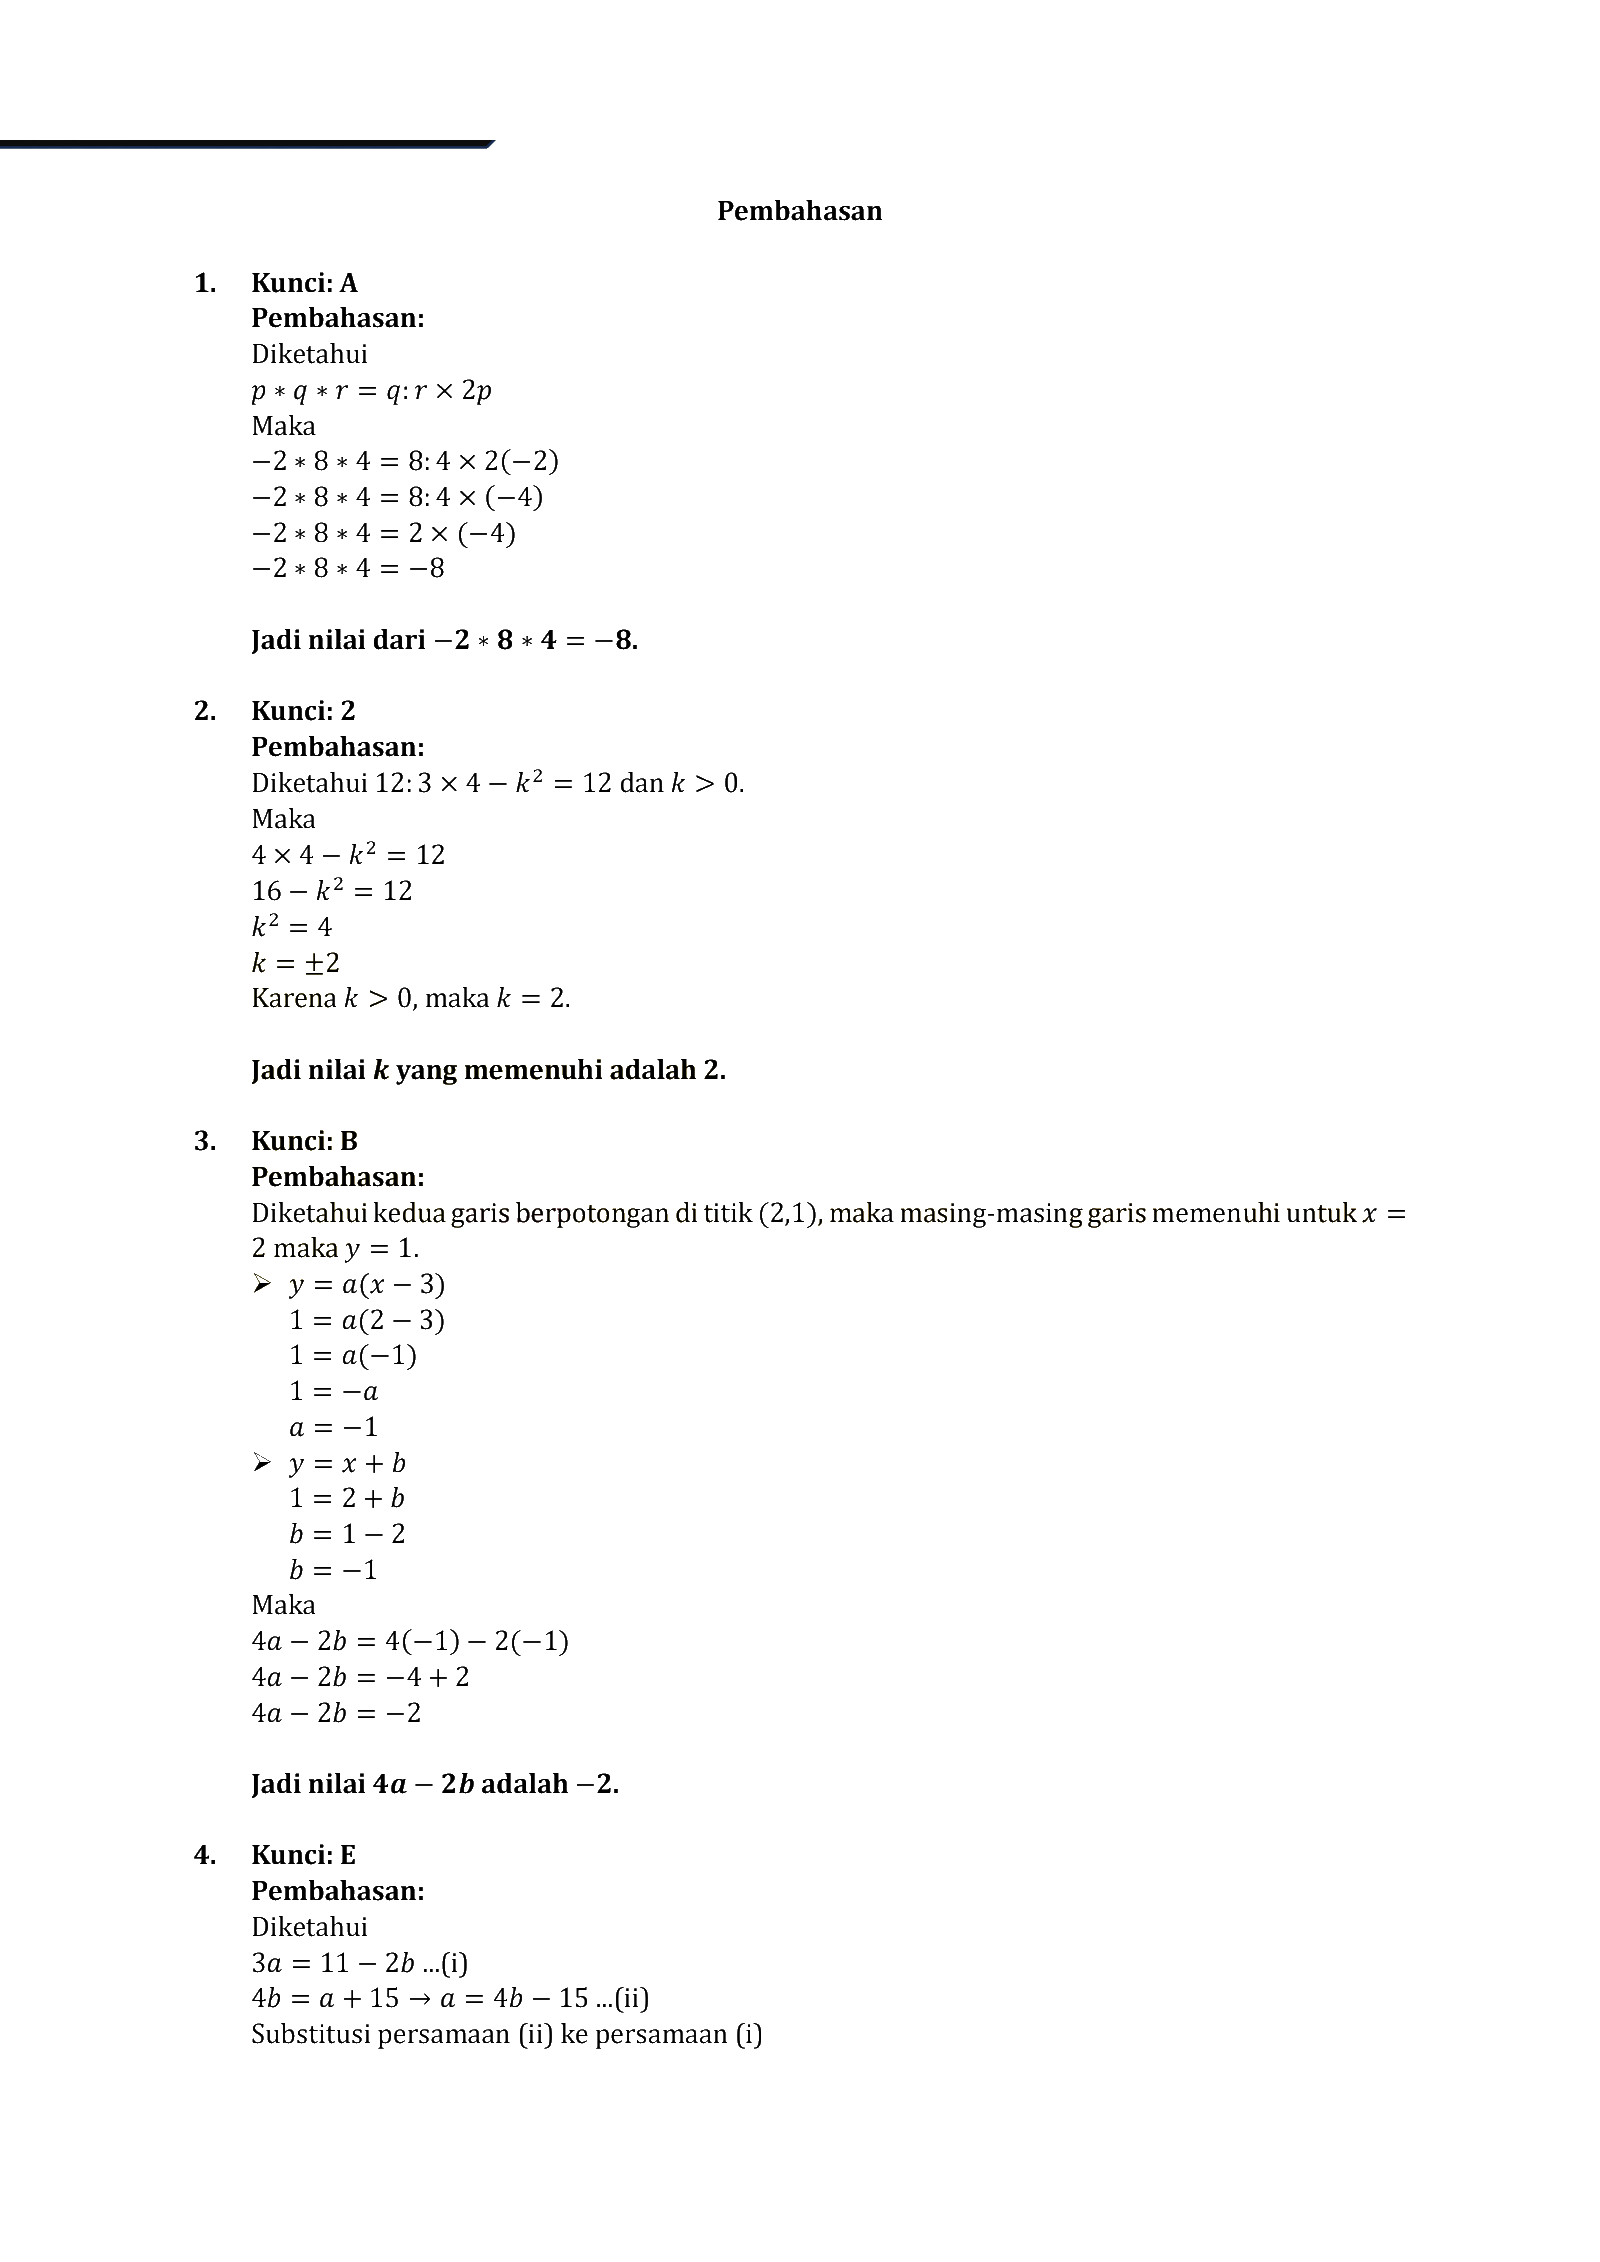 Pembahasan
1. Kunci: A
Pembahasan:
Diketahui
p ∗ q ∗ r = q: r × 2p
Maka
−2 ∗ 8 ∗ 4 = 8: 4 × 2(−2)
−2 ∗ 8 ∗ 4 = 8: 4 × (−4)
−2 ∗ 8 ∗ 4 = 2 × (−4)
−2 ∗ 8 ∗ 4 = −8
Jadi nilai dari −2 ∗ 8 ∗ 4 = −8.
2. Kunci: 2
Pembahasan:
Diketahui 12: 3 × 4 − k² = 12 dan k > 0.
Maka
4 × 4 − k² = 12
16 − k² = 12
k² = 4
k = ±2
Karena k > 0, maka k = 2.
Jadi nilai k yang memenuhi adalah 2.
3. Kunci: B
Pembahasan:
Diketahui kedua garis berpotongan di titik (2,1), maka masing-masing garis memenuhi untuk x =
2 maka y = 1.
➢ y = a(x − 3)
1 = a(2 − 3)
1 = a(−1)
1 = −a
a = −1
➢ y = x + b
1 = 2 + b
b = 1 − 2
b = −1
Maka
4a − 2b = 4(−1) − 2(−1)
4a − 2b = −4 + 2
4a − 2b = −2
Jadi nilai 4a − 2b adalah −2.
4. Kunci: E
Pembahasan:
Diketahui
3a = 11 − 2b ...(i)
4b = a + 15 → a = 4b − 15 ...(ii)
Substitusi persamaan (ii) ke persamaan (i)